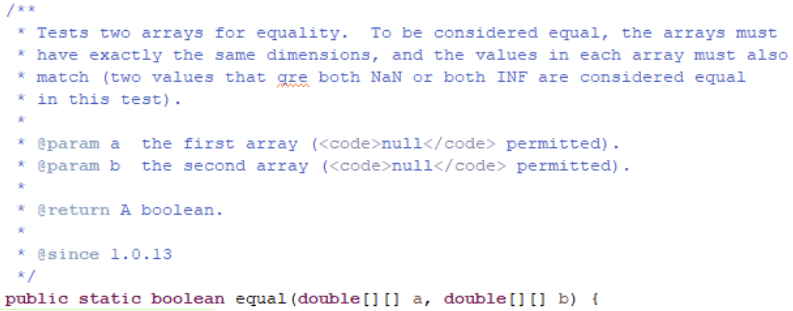 /**
 * Tests two arrays for equality.  To be considered equal, the arrays must
 * have exactly the same dimensions, and the values in each array must also
 * match (two values that qre both NaN or both INF are considered equal
 * in this test).
 *
 * @param a  the first array (<code>null</code> permitted).
 * @param b  the second array (<code>null</code> permitted).
 *
 * @return A boolean.
 *
 * @since 1.0.13
 */
public static boolean equal(double[][] a, double[][] b) {